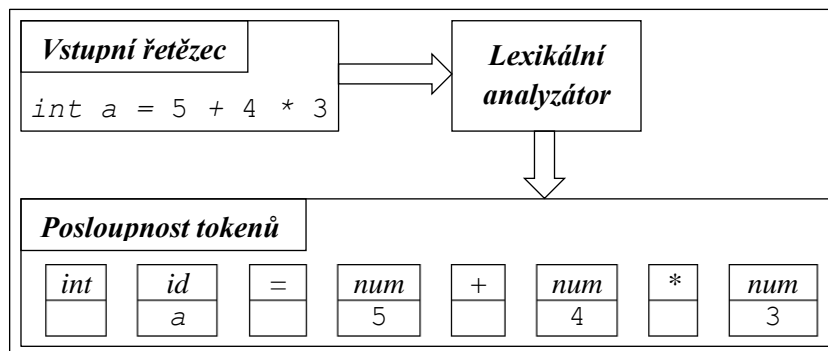 Vstupní řetězec
int a = 5 + 4 * 3
Lexikální
analyzátor
Posloupnost tokenů
int id = num + num * num
a 5 4 3